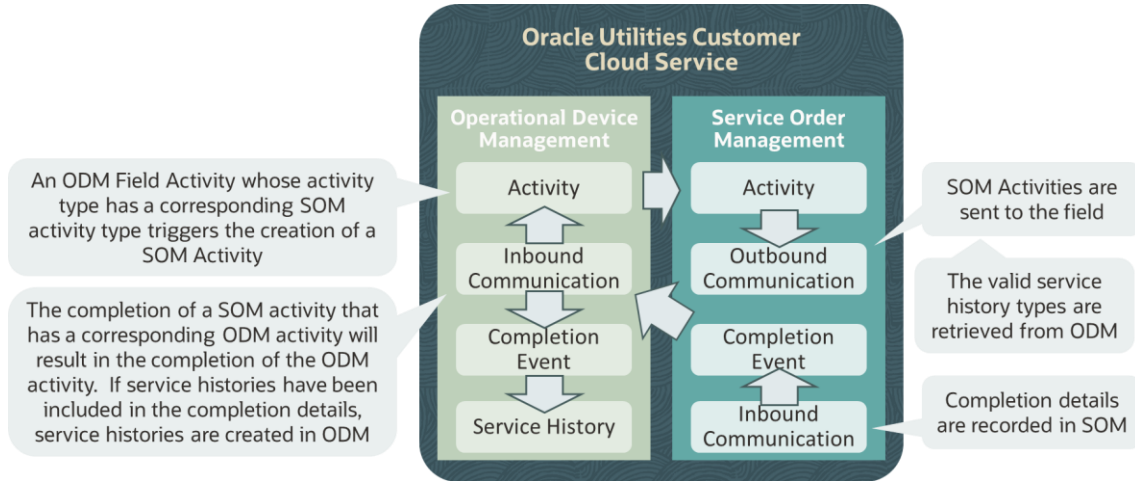 Oracle Utilities Customer
Cloud Service
Operational Device
Management
Service Order
Management
An ODM Field Activity whose activity
type has a corresponding SOM
activity type triggers the creation of a
SOM Activity
Activity
Activity
SOM Activities are
sent to the field
Inbound
Communication
Outbound
Communication
The valid service
history types are
retrieved from ODM
The completion of a SOM activity that
has a corresponding ODM activity will
result in the completion of the ODM
activity. If service histories have been
included in the completion details,
service histories are created in ODM
Completion
Event
Completion
Event
Service History
Inbound
Communication
Completion details
are recorded in SOM